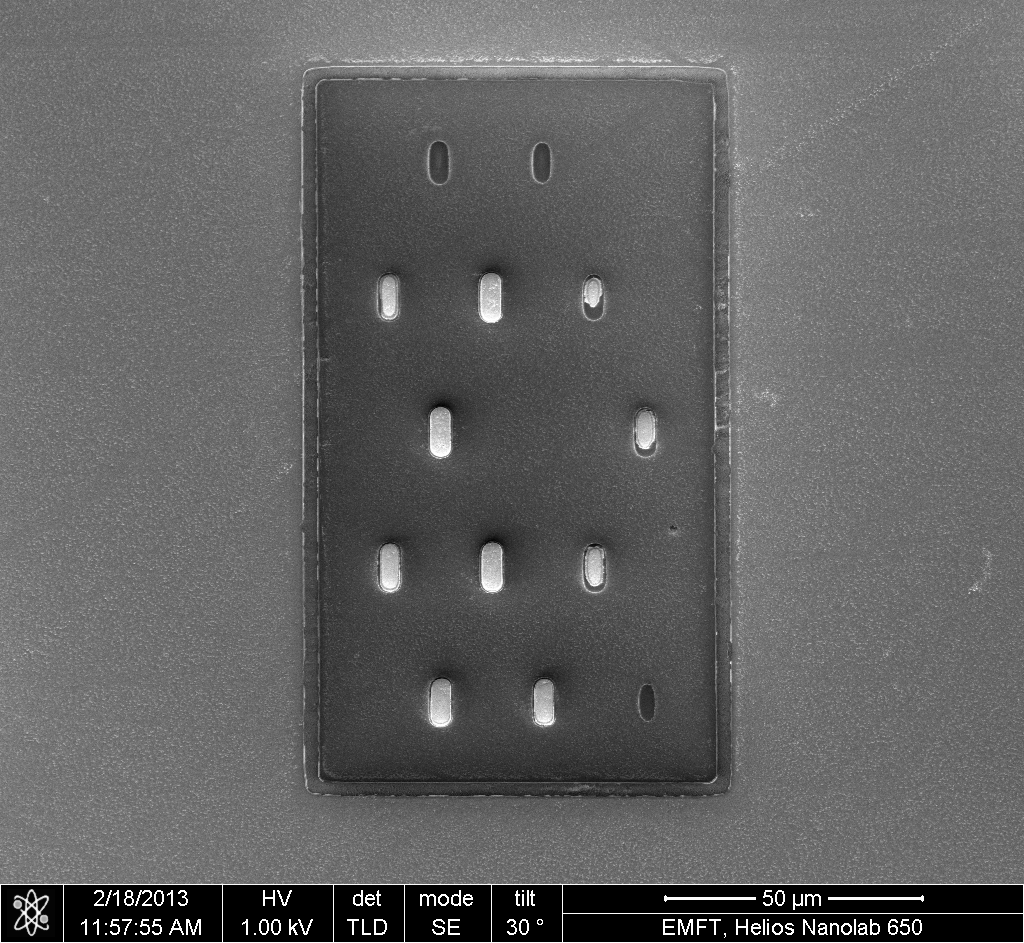 2/18/2013
11:57:55 AM
HV
1.00 kV
det
TLD
mode
SE
tilt
30 °
50 µm
EMFT, Helios Nanolab 650